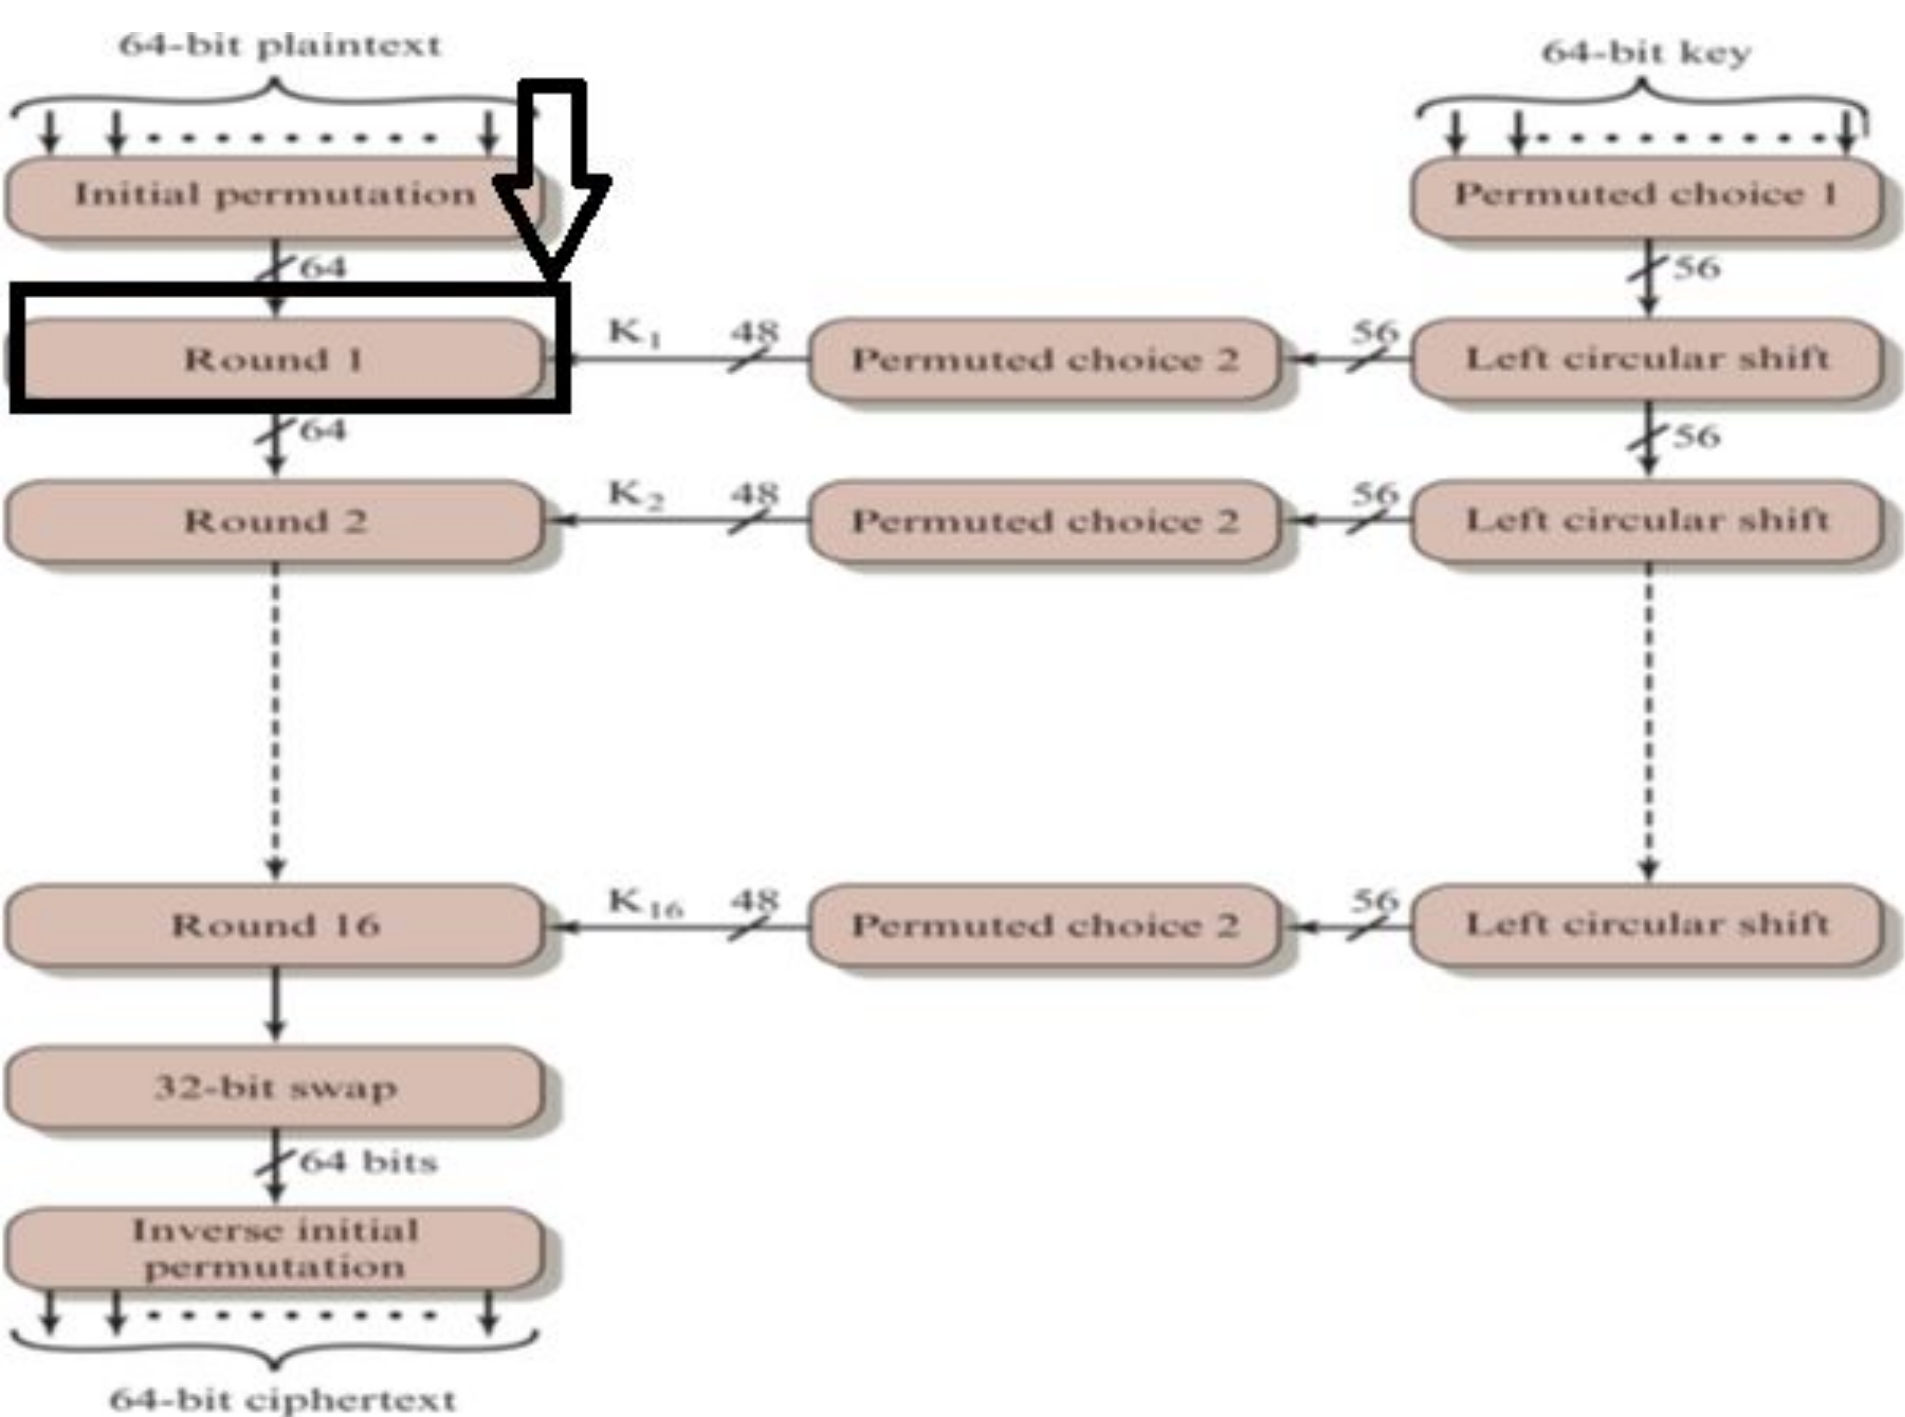 64-bit plaintext
64-bit key
Initial permutation
Permuted choice 1
64
56
Round 1
K1
48
Permuted choice 2
56
Left circular shift
64
56
Round 2
K2
48
Permuted choice 2
56
Left circular shift
Round 16
K16
48
Permuted choice 2
56
Left circular shift
32-bit swap
64 bits
Inverse initial
permutation
64-bit ciphertext